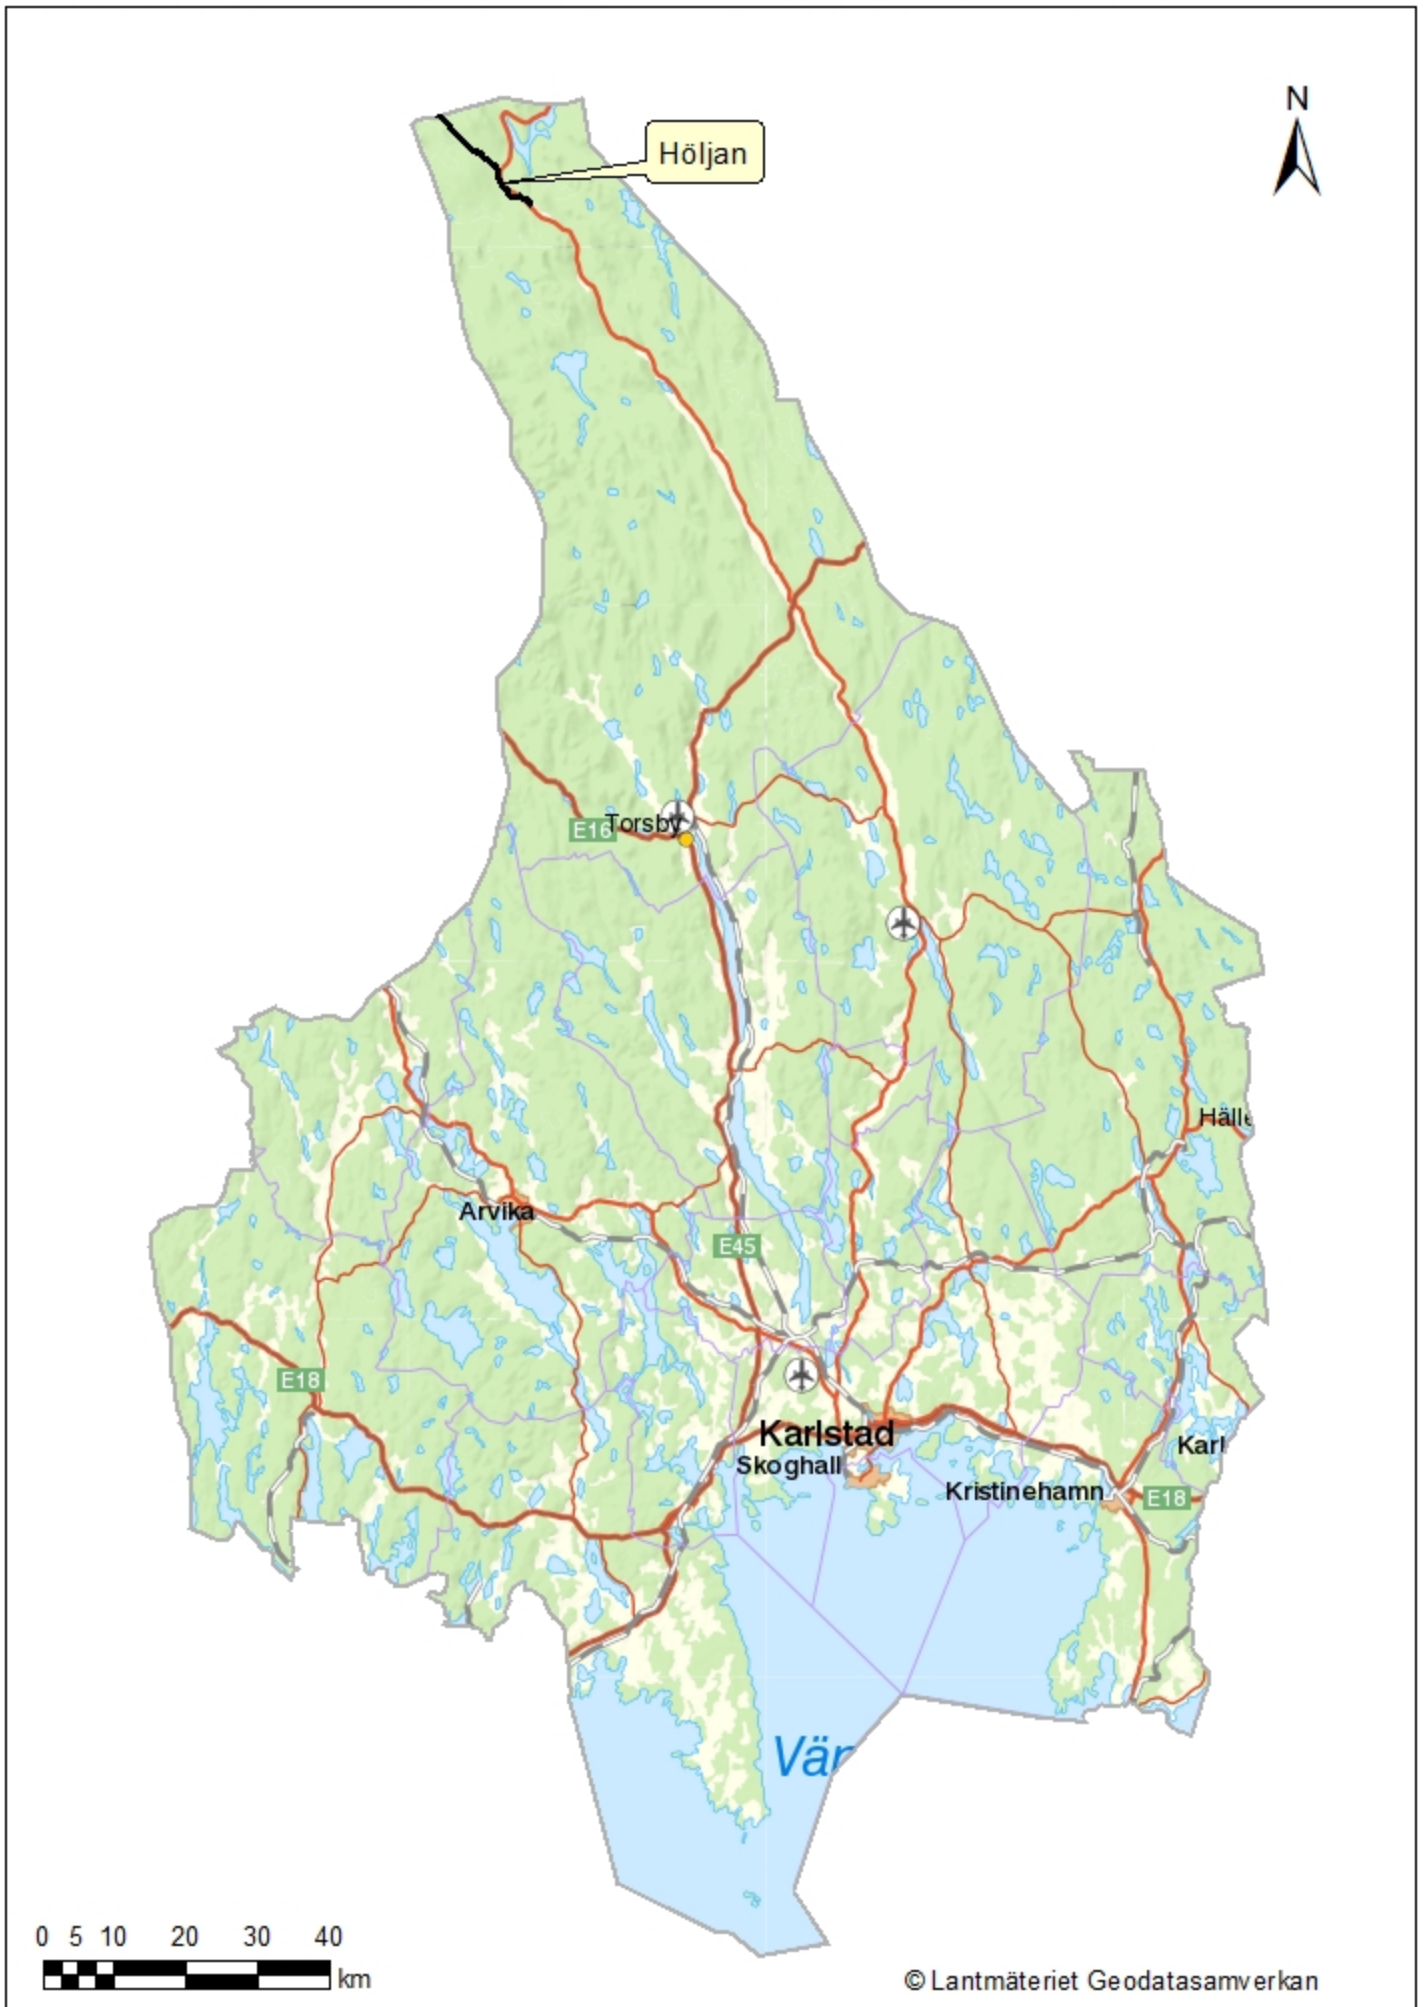 N
Höljan
E16
Torsby
Hälle
Arvika
E45
E18
Karlstad
Skoghall
Karl
Kristinehamn
E18
Vän
0 5 10 20 30 40
km
© Lantmäteriet Geodatasamverkan